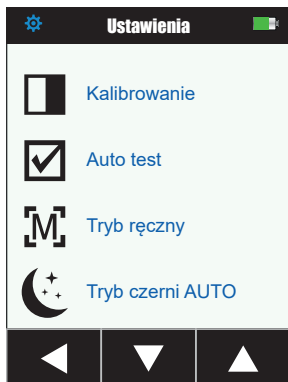 Ustawienia
Kalibrowanie
Auto test
[M] Tryb ręczny
Tryb czerni AUTO